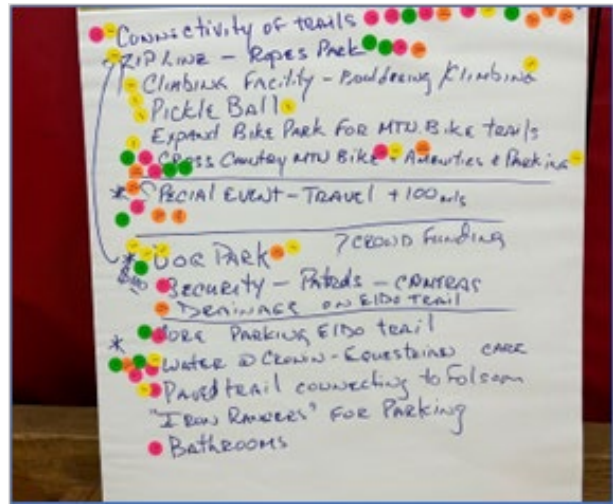 Connectivity of trails
Zip Line - Ropes Park
Climbing Facility - Bouldering/Climbing
Pickle Ball
Expand Bike Park for Mtn. Bike trails
Cross Country Mtn Bike + Amenities & Parking
* Special Event - Travel +100 mls
? Crowd Funding
* Dog Park
Security - Patrols - Cameras
Drainage on ElDo Trail
* More Parking ElDo trail
Water @ Crown - Equestrian care
Paved trail connecting to Folsom
"Iron Rangers" for Parking
Bathrooms